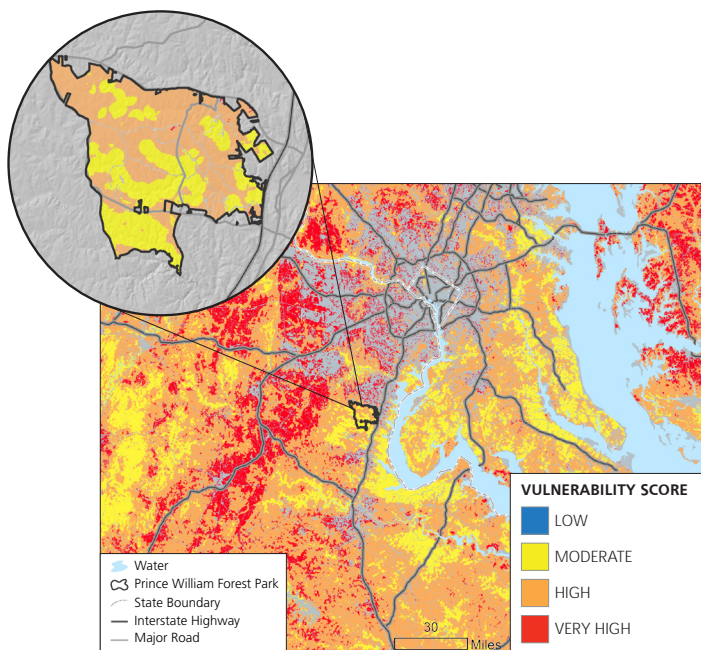 VULNERABILITY SCORE
LOW
MODERATE
HIGH
VERY HIGH
Water
Prince William Forest Park
State Boundary
Interstate Highway
Major Road
30
Miles